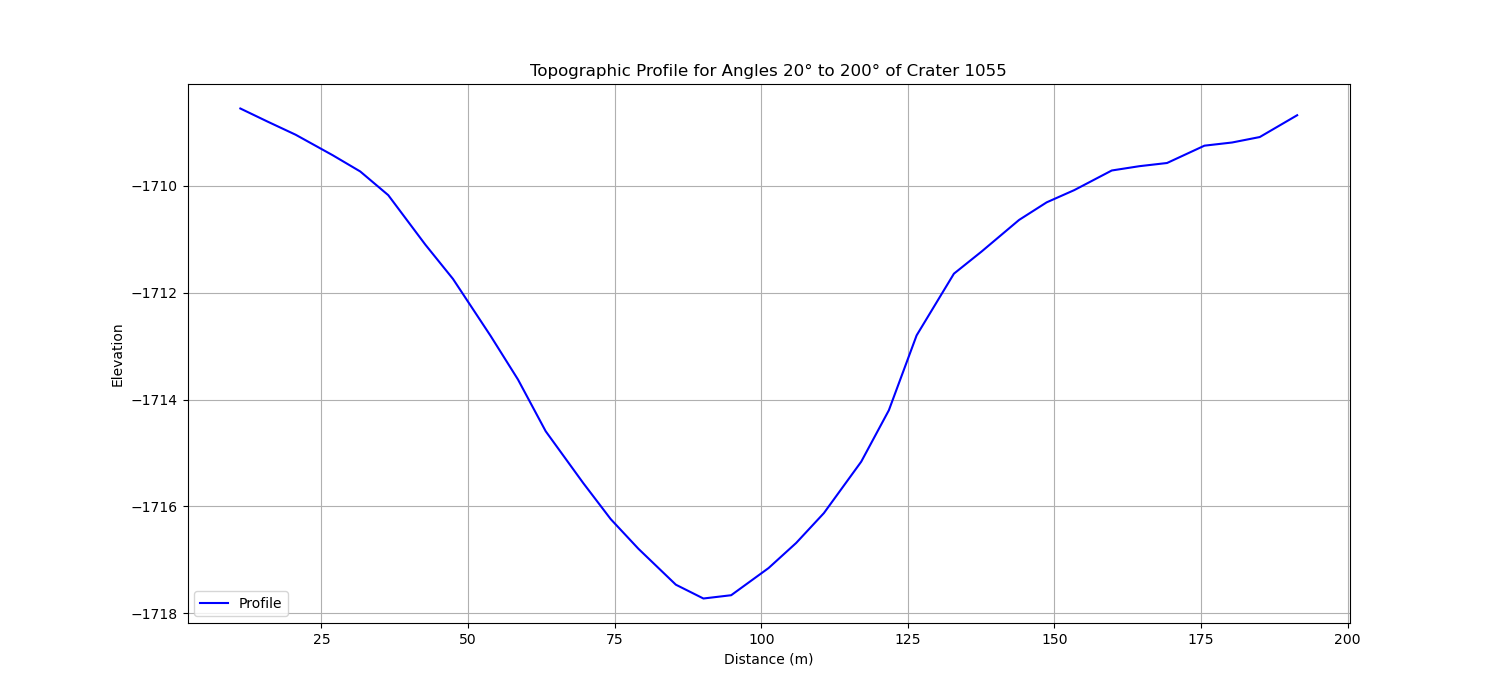 Topographic Profile for Angles 20° to 200° of Crater 1055
Elevation
−1710
−1712
−1714
−1716
−1718
Profile
25 50 75 100 125 150 175 200
Distance (m)